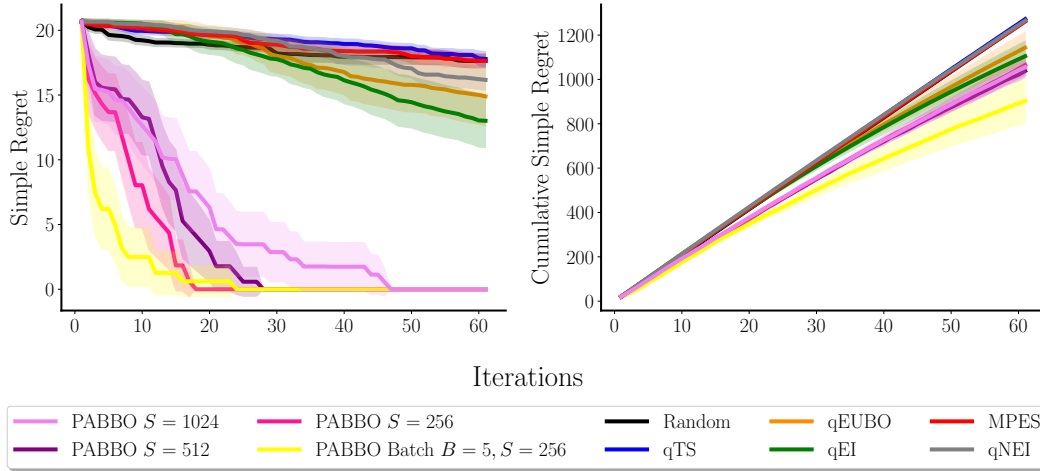 Simple Regret
20
15
10
5
0
0 10 20 30 40 50 60
Cumulative Simple Regret
1200
1000
800
600
400
200
0
0 10 20 30 40 50 60
Iterations
PABBO S = 1024 PABBO S = 256 Random qEUBO MPES
PABBO S = 512 PABBO Batch B = 5, S = 256 qTS qEI qNEI